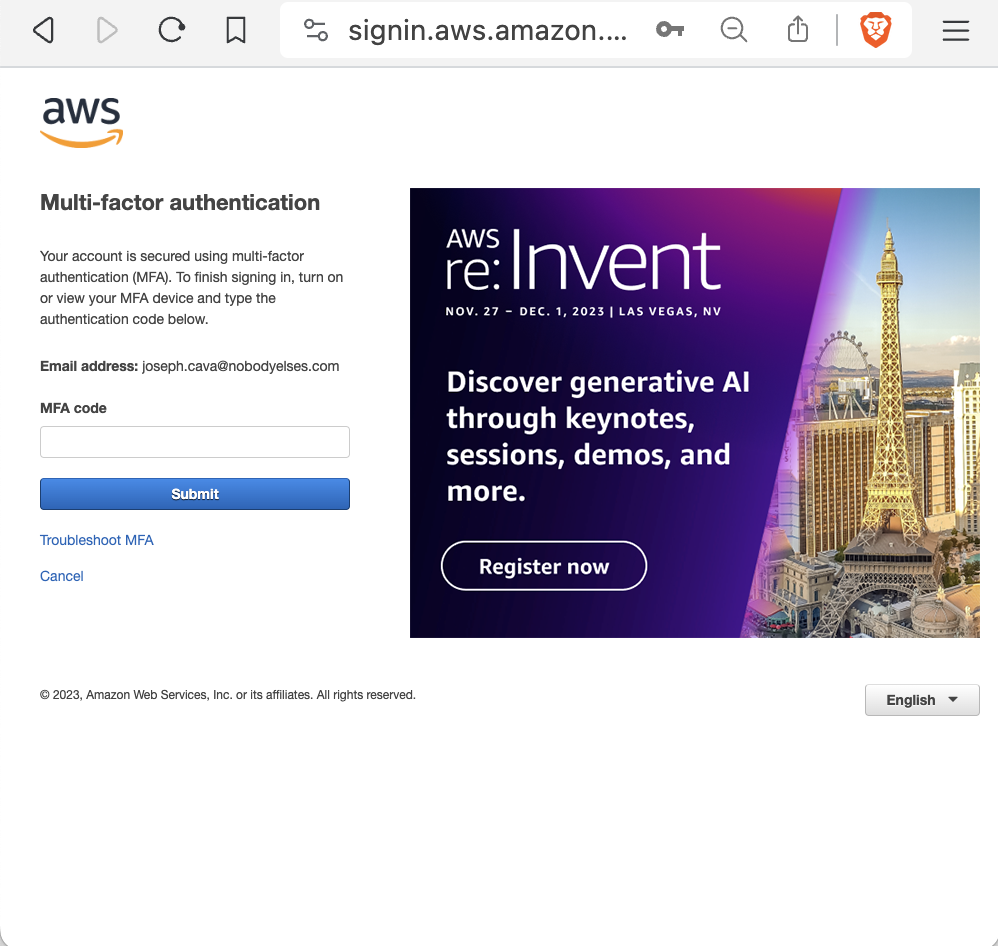 signin.aws.amazon....
aws
Multi-factor authentication
Your account is secured using multi-factor
authentication (MFA). To finish signing in, turn on
or view your MFA device and type the
authentication code below.
Email address: joseph.cava@nobodyelses.com
MFA code
Submit
Troubleshoot MFA
Cancel
AWS
re:Invent
NOV. 27 – DEC. 1, 2023 | LAS VEGAS, NV
Discover generative AI
through keynotes,
sessions, demos, and
more.
Register now
© 2023, Amazon Web Services, Inc. or its affiliates. All rights reserved.
English